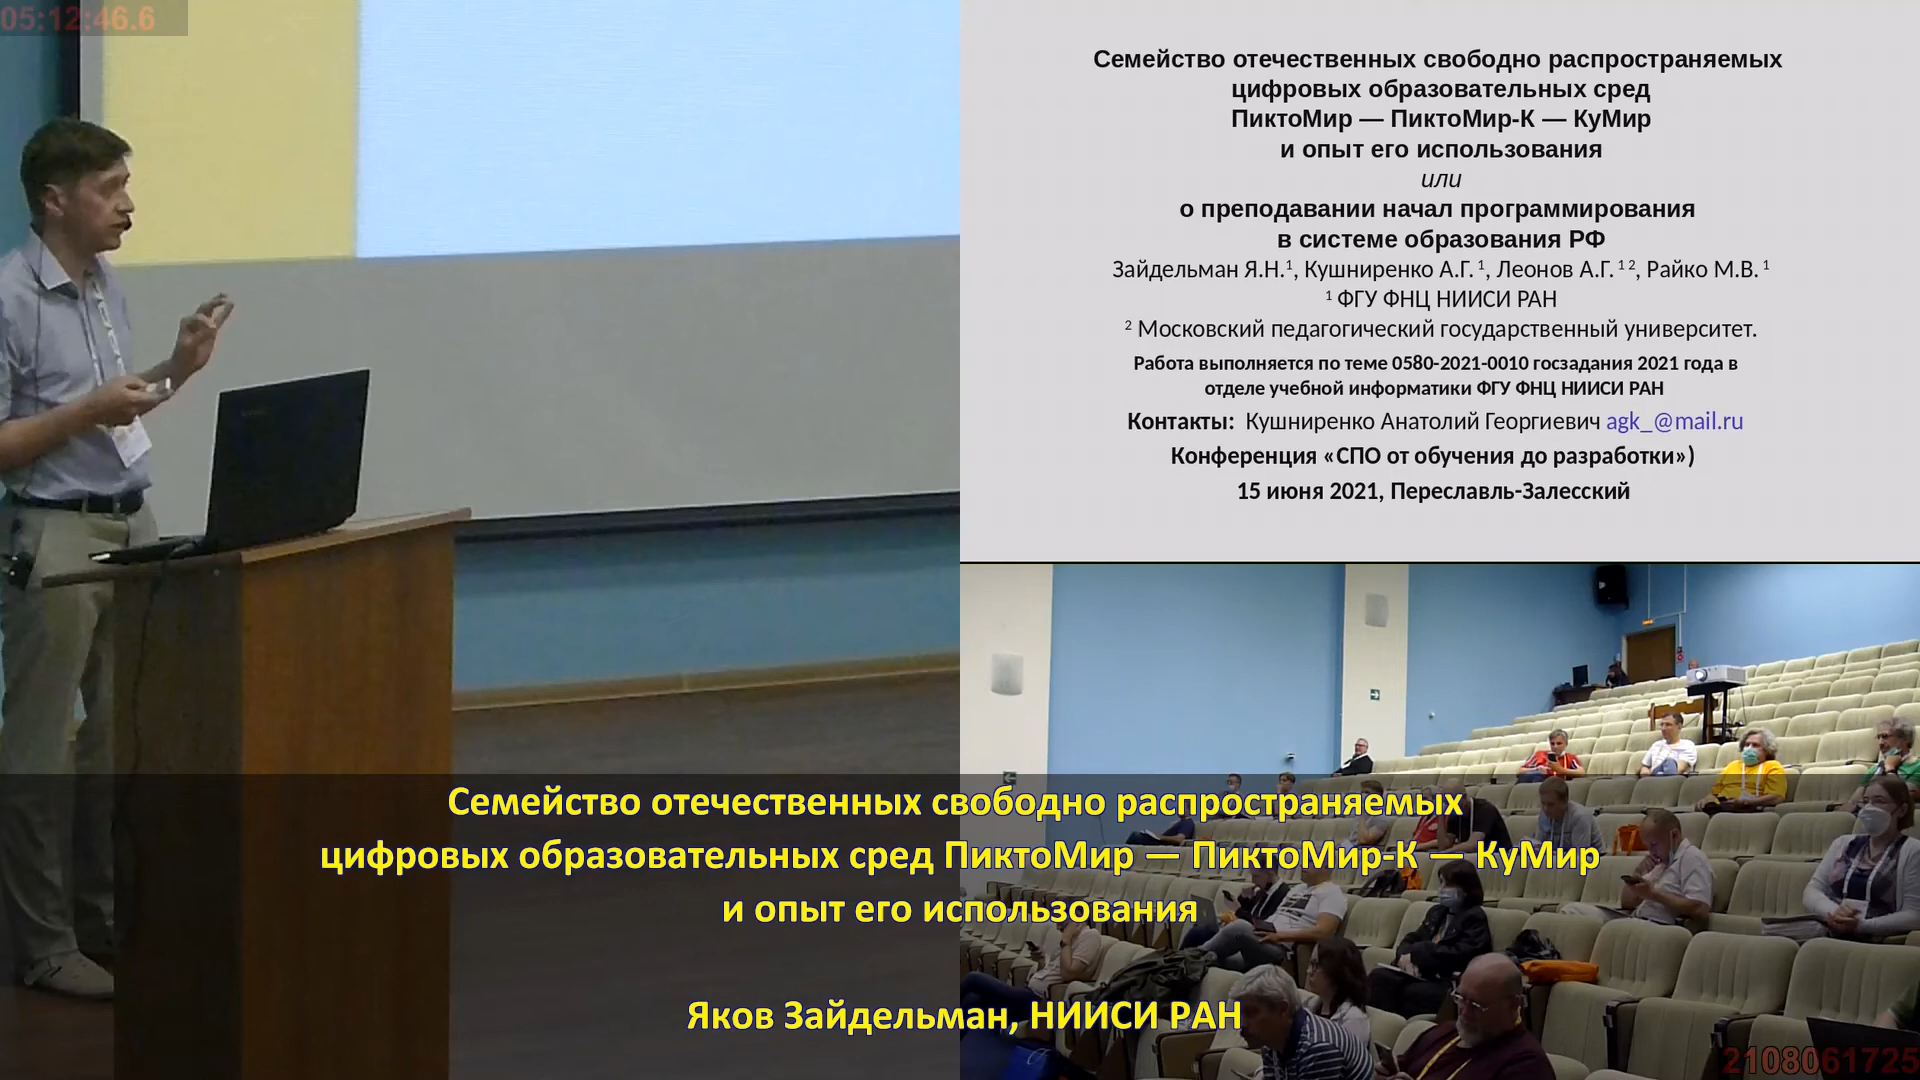 05:12:46.6
Семейство отечественных свободно распространяемых
цифровых образовательных сред
ПиктоМир — ПиктоМир-К — КуМир
и опыт его использования
или
о преподавании начал программирования
в системе образования РФ
Зайдельман Я.Н.¹, Кушниренко А.Г. ¹, Леонов А.Г. ¹ ², Райко М.В. ¹
¹ ФГУ ФНЦ НИИСИ РАН
² Московский педагогический государственный университет.
Работа выполняется по теме 0580-2021-0010 госзадания 2021 года в
отделе учебной информатики ФГУ ФНЦ НИИСИ РАН
Контакты: Кушниренко Анатолий Георгиевич agk_@mail.ru
Конференция «СПО от обучения до разработки»)
15 июня 2021, Переславль-Залесский
Семейство отечественных свободно распространяемых
цифровых образовательных сред ПиктоМир — ПиктоМир-К — КуМир
и опыт его использования
Яков Зайдельман, НИИСИ РАН
2108061725